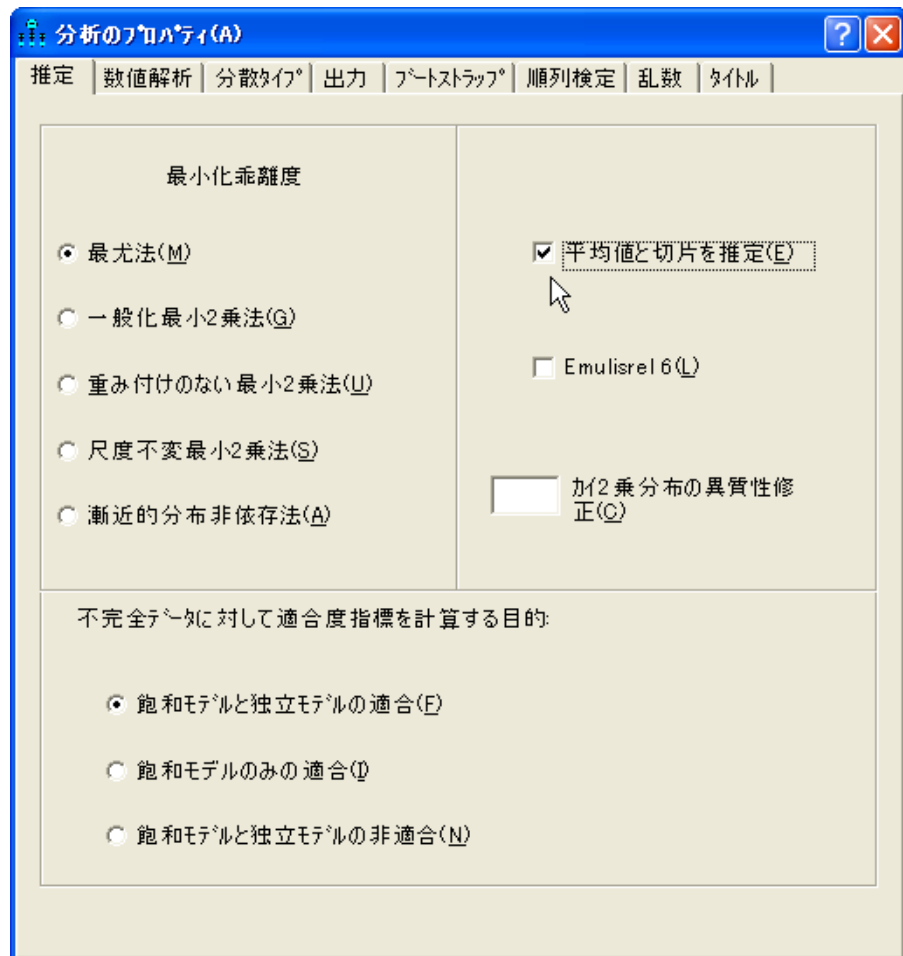 分析のﾌﾟﾛﾊﾟﾃｨ(A)
推定 数値解析 分散ﾀｲﾌﾟ 出力 ﾌﾞｰﾄｽﾄﾗｯﾌﾟ 順列検定 乱数 ﾀｲﾄﾙ
最小化乖離度
最尤法(M)
平均値と切片を推定(E)
一般化最小2乗法(G)
Emulisrel 6(L)
重み付けのない最小2乗法(U)
尺度不変最小2乗法(S)
ｶｲ2乗分布の異質性修
正(C)
漸近的分布非依存法(A)
不完全ﾃﾞｰﾀに対して適合度指標を計算する目的:
飽和ﾓﾃﾞﾙと独立ﾓﾃﾞﾙの適合(F)
飽和モデルのみの適合(I)
飽和ﾓﾃﾞﾙと独立ﾓﾃﾞﾙの非適合(N)